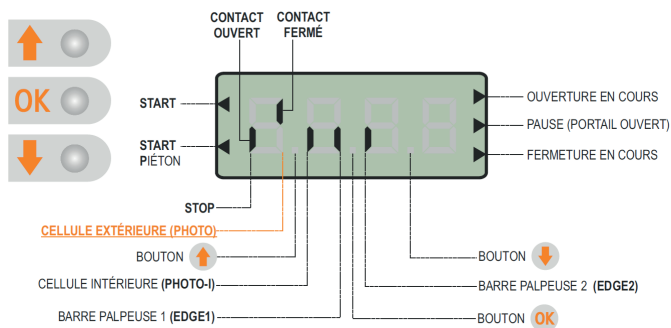 CONTACT
OUVERT
CONTACT
FERMÉ
OK
START
START
PIÉTON
OUVERTURE EN COURS
PAUSE (PORTAIL OUVERT)
FERMETURE EN COURS
STOP
CELLULE EXTÉRIEURE (PHOTO)
BOUTON
BOUTON
CELLULE INTÉRIEURE (PHOTO-I)
BARRE PALPEUSE 2 (EDGE2)
BARRE PALPEUSE 1 (EDGE1)
BOUTON OK